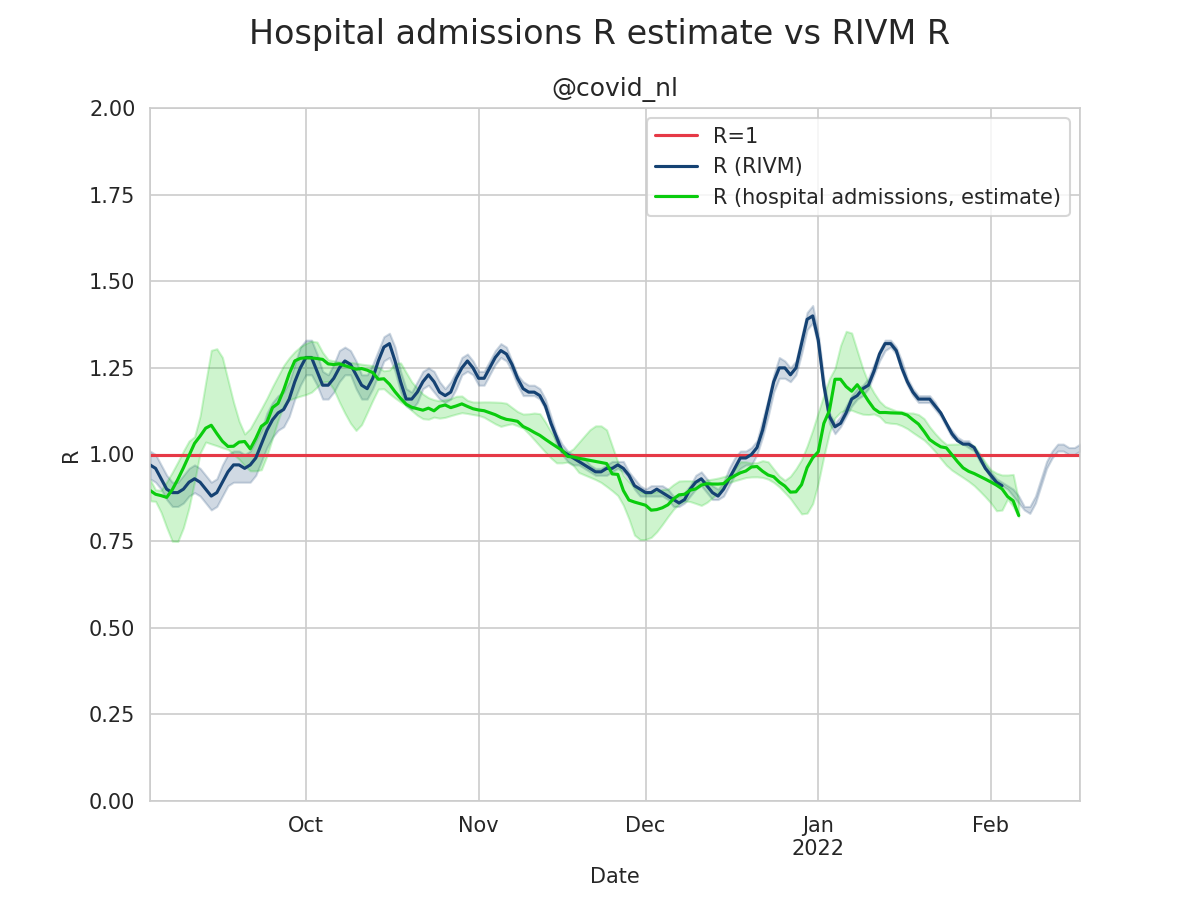 Hospital admissions R estimate vs RIVM R
@covid_nl
2.00
1.75
1.50
1.25
1.00
0.75
0.50
0.25
0.00
R
R=1
R (RIVM)
R (hospital admissions, estimate)
Oct Nov Dec Jan Feb
2022
Date